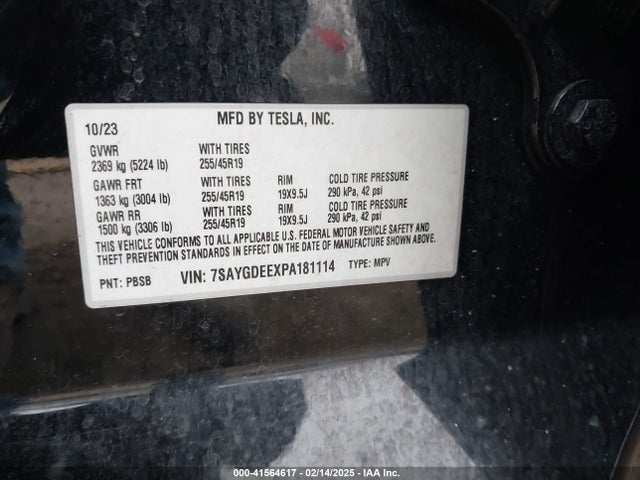 MFD BY TESLA, INC.
10/23
GVWR WITH TIRES
2369 kg (5224 lb) 255/45R19
GAWR FRT WITH TIRES RIM COLD TIRE PRESSURE
1363 kg (3004 lb) 255/45R19 19X9.5J 290 kPa, 42 psi
GAWR RR WITH TIRES RIM COLD TIRE PRESSURE
1500 kg (3306 lb) 255/45R19 19X9.5J 290 kPa, 42 psi
THIS VEHICLE CONFORMS TO ALL APPLICABLE U.S. FEDERAL MOTOR VEHICLE SAFETY AND
THEFT PREVENTION STANDARDS IN EFFECT ON THE DATE OF MANUFACTURE SHOWN ABOVE.
PNT: PBSB VIN: 7SAYGDEEXPA181114 TYPE: MPV
000-41564617 - 02/14/2025 - IAA Inc.